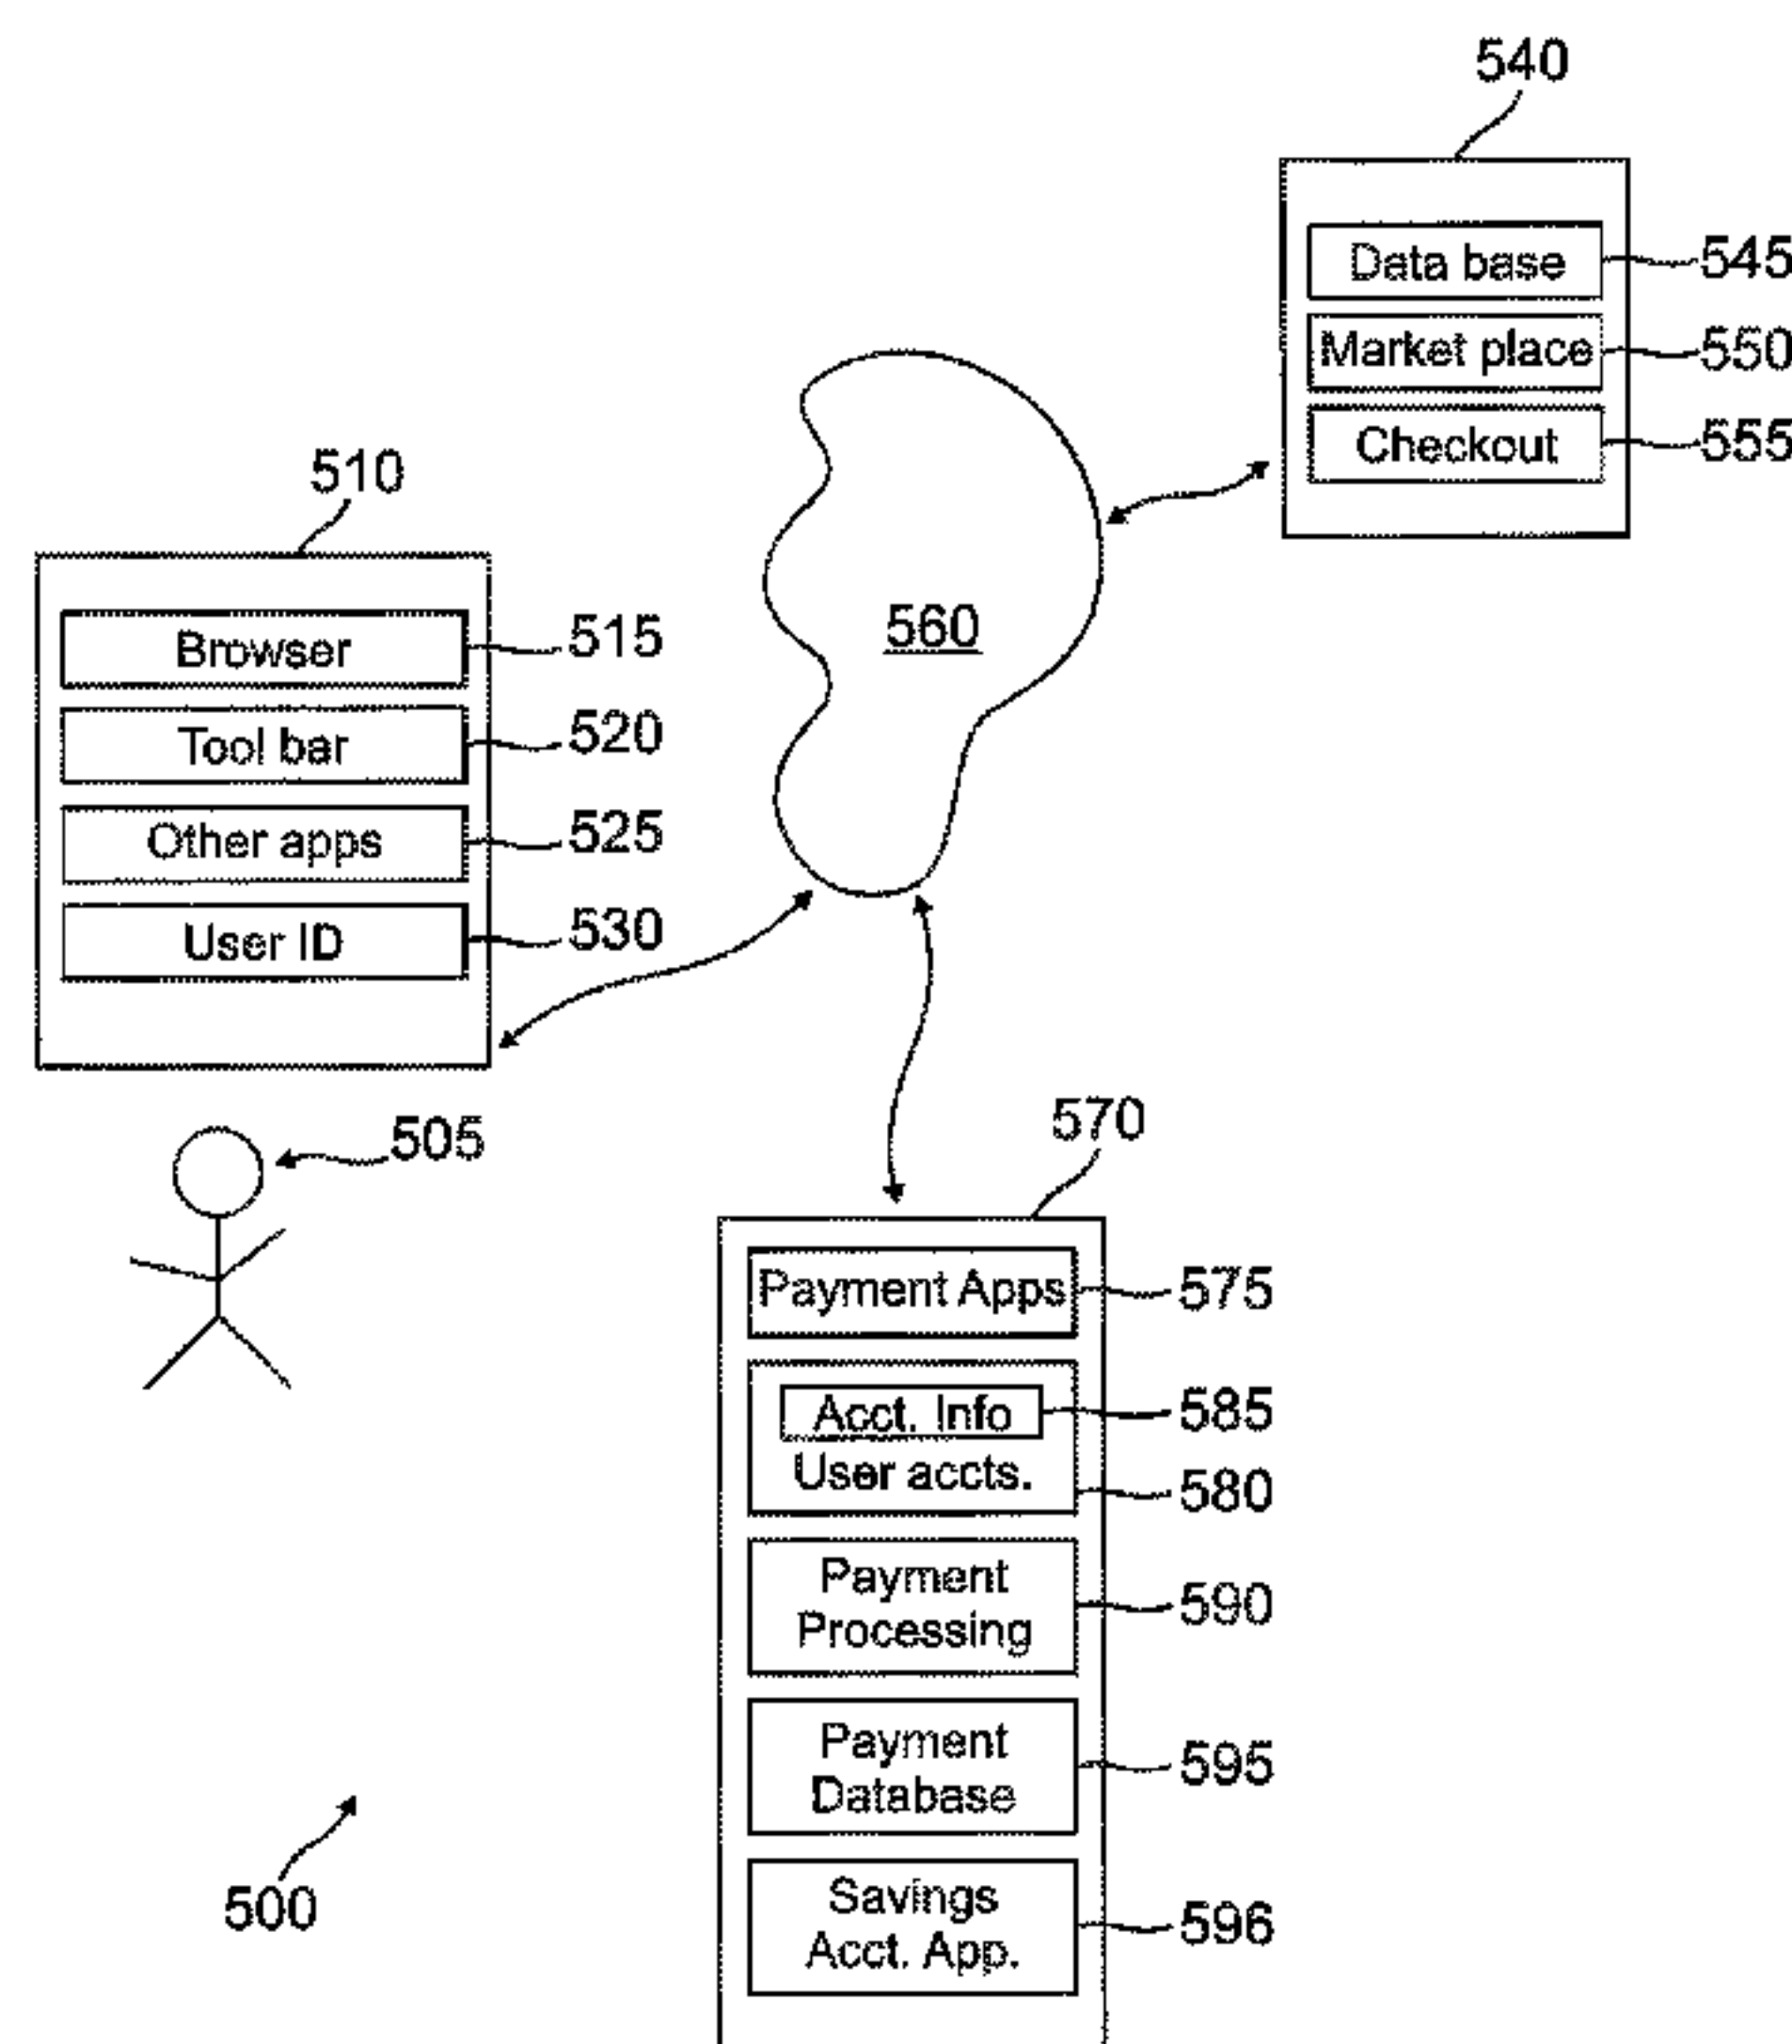 540
Data base 545
Market place 550
Checkout 555
560
510
Browser 515
Tool bar 520
Other apps 525
User ID 530
505
570
Payment Apps 575
Acct. Info 585
User accts. 580
Payment
Processing 590
Payment
Database 595
Savings
Acct. App. 596
500